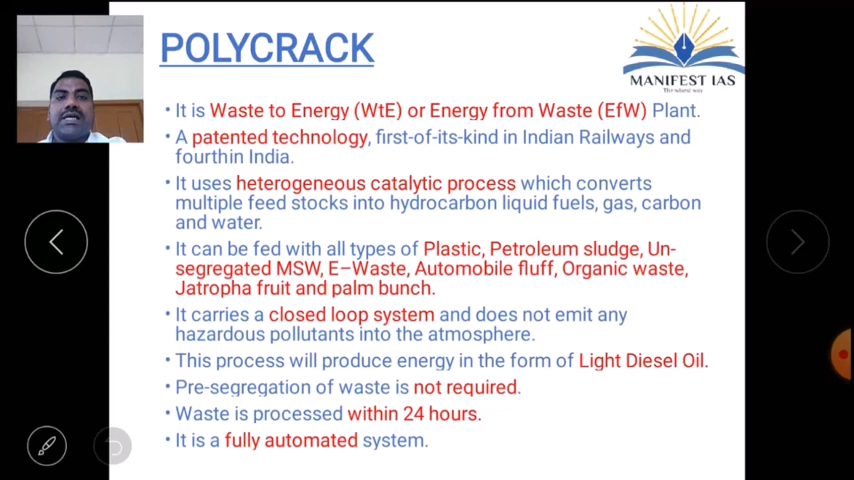 POLYCRACK
MANIFEST IAS
• It is Waste to Energy (WtE) or Energy from Waste (EfW) Plant.
• A patented technology, first-of-its-kind in Indian Railways and
fourthin India.
• It uses heterogeneous catalytic process which converts
multiple feed stocks into hydrocarbon liquid fuels, gas, carbon
and water.
• It can be fed with all types of Plastic, Petroleum sludge, Un-
segregated MSW, E–Waste, Automobile fluff, Organic waste,
Jatropha fruit and palm bunch.
• It carries a closed loop system and does not emit any
hazardous pollutants into the atmosphere.
• This process will produce energy in the form of Light Diesel Oil.
• Pre-segregation of waste is not required.
• Waste is processed within 24 hours.
• It is a fully automated system.